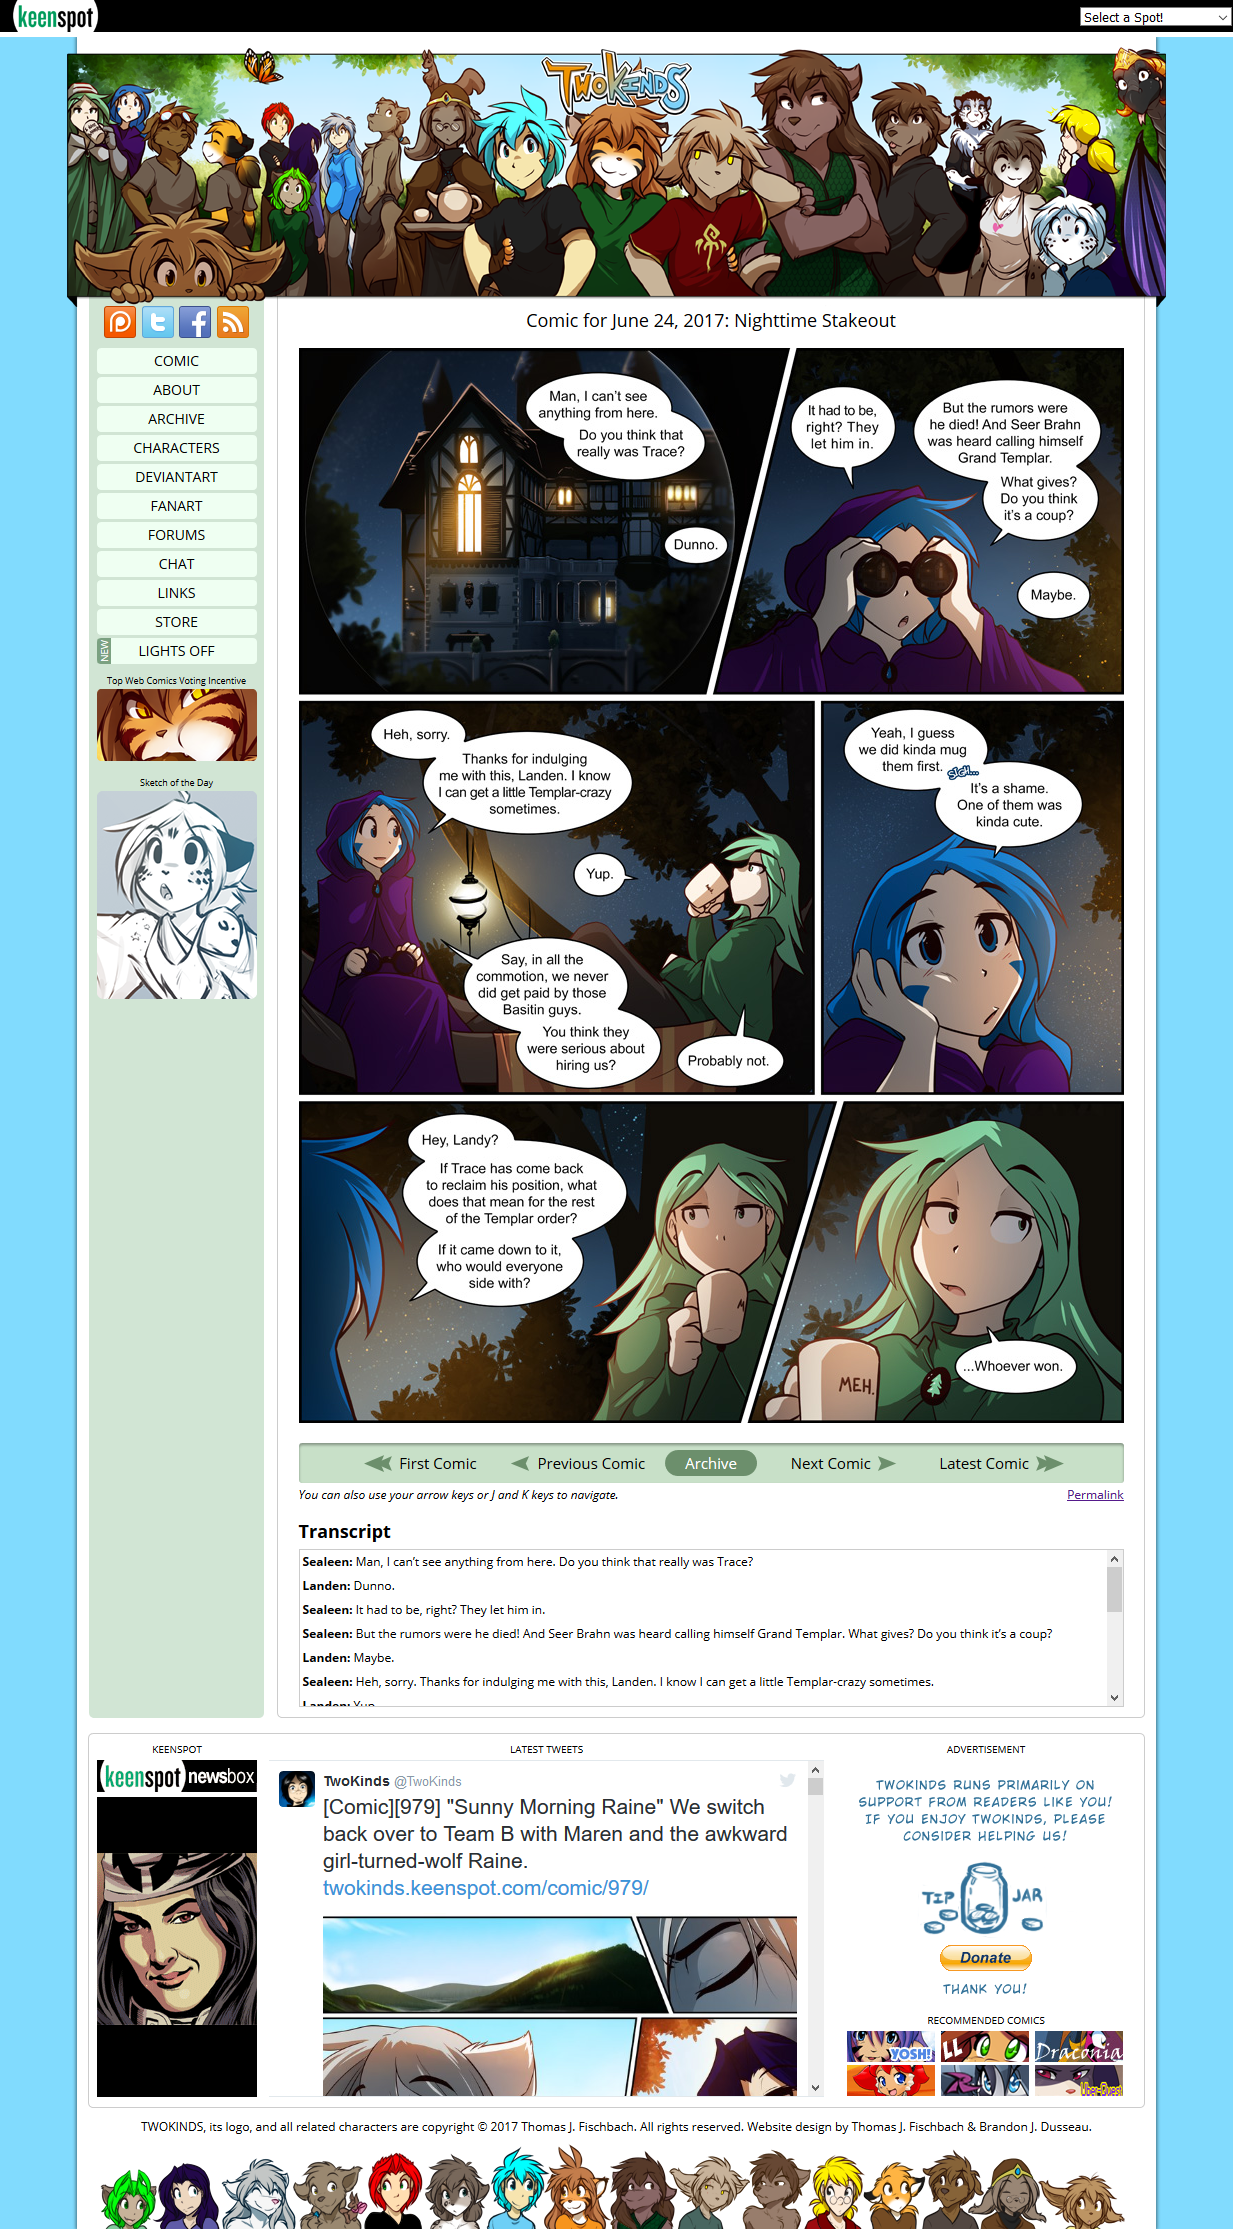 keenspot
Select a Spot!
TWOKINDS
COMIC
ABOUT
ARCHIVE
CHARACTERS
DEVIANTART
FANART
FORUMS
CHAT
LINKS
STORE
NEW
LIGHTS OFF
Top Web Comics Voting Incentive
Sketch of the Day
Comic for June 24, 2017: Nighttime Stakeout
Man, I can't see
anything from here.
Do you think that
really was Trace?
Dunno.
It had to be,
right? They
let him in.
But the rumors were
he died! And Seer Brahn
was heard calling himself
Grand Templar.
What gives?
Do you think
it's a coup?
Maybe.
Heh, sorry.
Thanks for indulging
me with this, Landen. I know
I can get a little Templar-crazy
sometimes.
Yup.
Say, in all the
commotion, we never
did get paid by those
Basitin guys.
You think they
were serious about
hiring us?
Probably not.
Yeah, I guess
we did kinda mug
them first.
SIGH...
It's a shame.
One of them was
kinda cute.
Hey, Landy?
If Trace has come back
to reclaim his position, what
does that mean for the rest
of the Templar order?
If it came down to it,
who would everyone
side with?
M
MEH.
...Whoever won.
First Comic
Previous Comic
Archive
Next Comic
Latest Comic
You can also use your arrow keys or J and K keys to navigate.
Permalink
Transcript
Sealeen: Man, I can't see anything from here. Do you think that really was Trace?
Landen: Dunno.
Sealeen: It had to be, right? They let him in.
Sealeen: But the rumors were he died! And Seer Brahn was heard calling himself Grand Templar. What gives? Do you think it's a coup?
Landen: Maybe.
Sealeen: Heh, sorry. Thanks for indulging me with this, Landen. I know I can get a little Templar-crazy sometimes.
Landen: Yup.
KEENSPOT
keenspot newsbox
LATEST TWEETS
TwoKinds @TwoKinds
[Comic][979] "Sunny Morning Raine" We switch
back over to Team B with Maren and the awkward
girl-turned-wolf Raine.
twokinds.keenspot.com/comic/979/
ADVERTISEMENT
TWOKINDS RUNS PRIMARILY ON
SUPPORT FROM READERS LIKE YOU!
IF YOU ENJOY TWOKINDS, PLEASE
CONSIDER HELPING US!
TIP JAR
Donate
THANK YOU!
RECOMMENDED COMICS
YOSH!
LL
Draconia
Uber-Quest
TWOKINDS, its logo, and all related characters are copyright © 2017 Thomas J. Fischbach. All rights reserved. Website design by Thomas J. Fischbach & Brandon J. Dusseau.